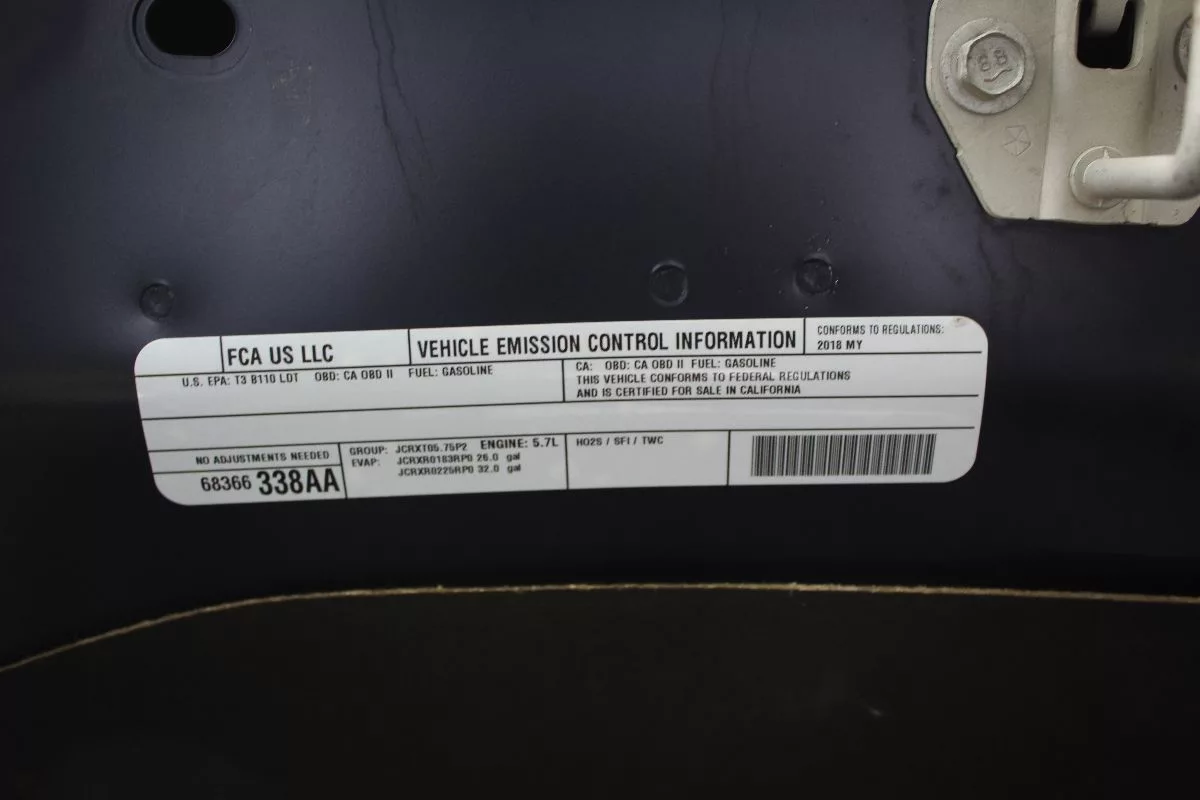 FCA US LLC
VEHICLE EMISSION CONTROL INFORMATION
CONFORMS TO REGULATIONS:
2018 MY
U.S. EPA: T3 B110 LDT OBD: CA OBD II FUEL: GASOLINE
CA: OBD: CA OBD II FUEL: GASOLINE
THIS VEHICLE CONFORMS TO FEDERAL REGULATIONS
AND IS CERTIFIED FOR SALE IN CALIFORNIA
NO ADJUSTMENTS NEEDED
68366 338AA
GROUP: JCRXT05.75P2 ENGINE: 5.7L
EVAP: JCRXR0183RP0 26.0 gal
JCRXR0225RP0 32.0 gal
HO2S / SFI / TWC